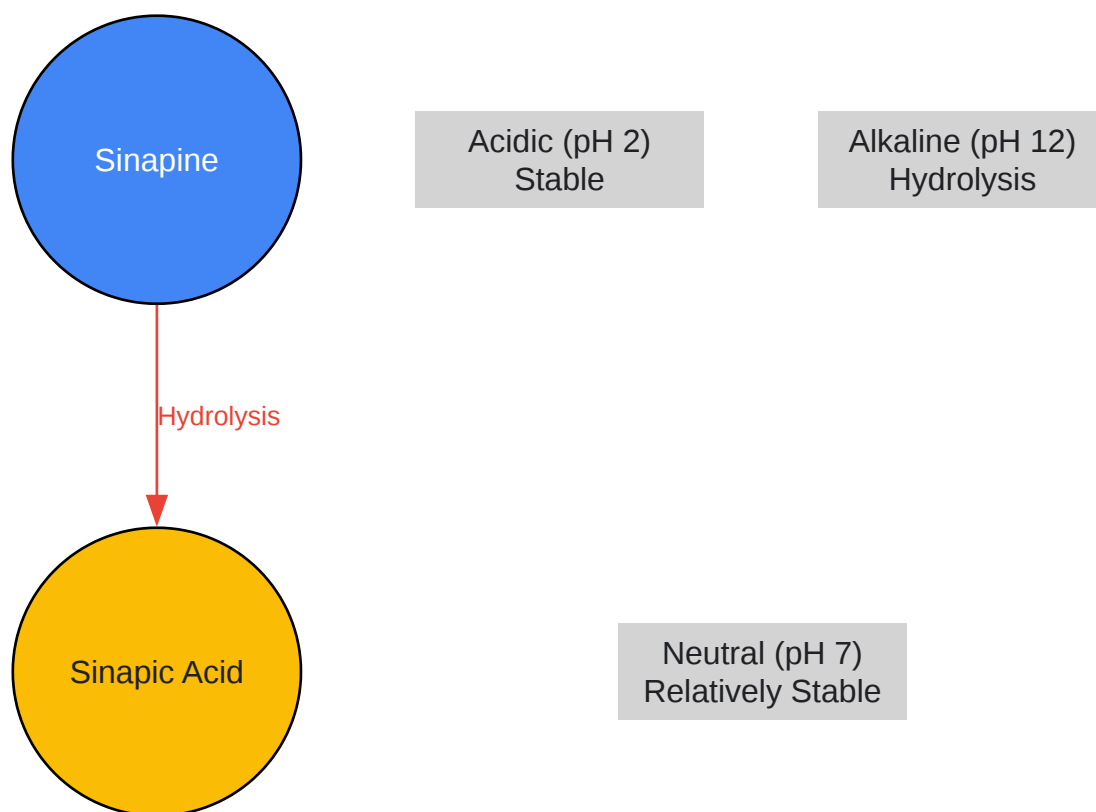 Sinapine
Acidic (pH 2)
Stable
Alkaline (pH 12)
Hydrolysis
Hydrolysis
Sinapic Acid
Neutral (pH 7)
Relatively Stable